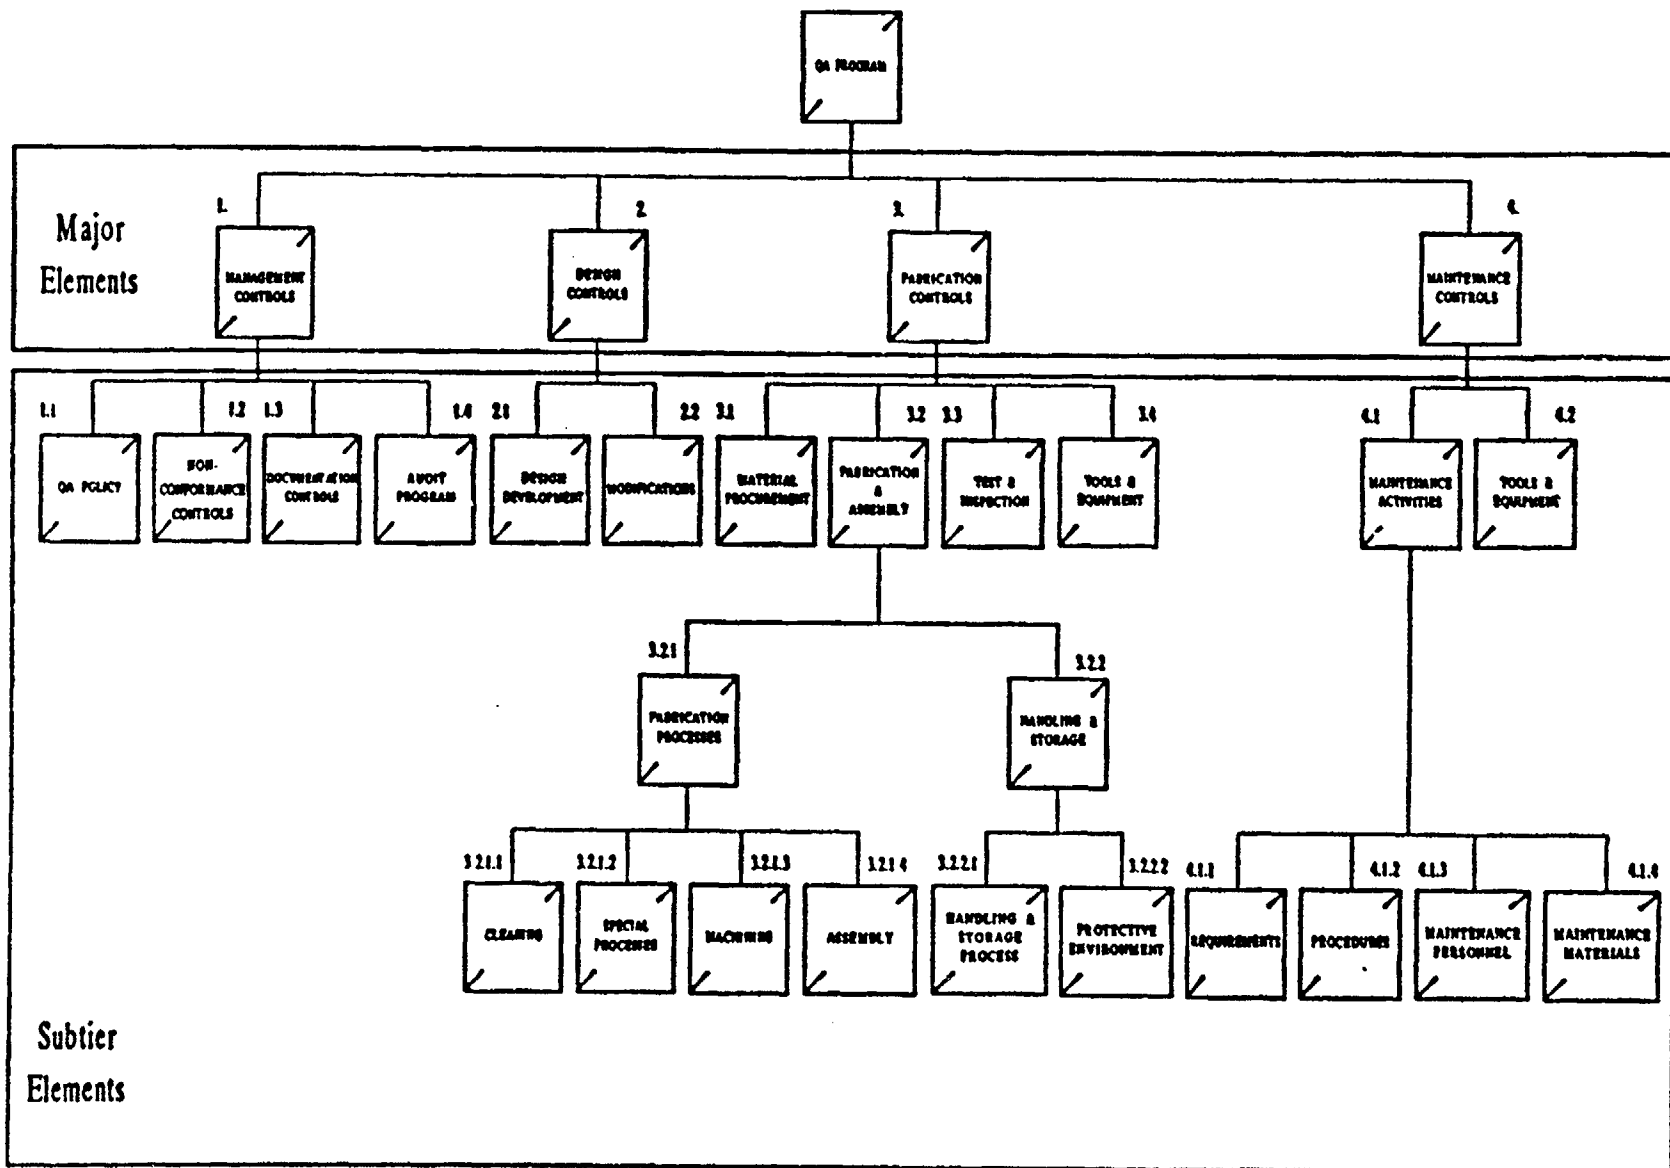 QA PROGRAM
Major
Elements
1.
MANAGEMENT
CONTROLS
2.
DESIGN
CONTROLS
3.
FABRICATION
CONTROLS
4.
MAINTENANCE
CONTROLS
1.1
QA POLICY
1.2
NON-
CONFORMANCE
CONTROLS
1.3
DOCUMENTATION
CONTROLS
1.4
AUDIT
PROGRAM
2.1
DESIGN
DEVELOPMENT
2.2
MODIFICATIONS
3.1
MATERIAL
PROCUREMENT
3.2
FABRICATION
&
ASSEMBLY
3.3
TEST &
INSPECTION
3.4
TOOLS &
EQUIPMENT
4.1
MAINTENANCE
ACTIVITIES
4.2
TOOLS &
EQUIPMENT
3.2.1
FABRICATION
PROCESSES
3.2.2
HANDLING &
STORAGE
3.2.1.1
CLEANING
3.2.1.2
SPECIAL
PROCESSES
3.2.1.3
MACHINING
3.2.1.4
ASSEMBLY
3.2.2.1
HANDLING &
STORAGE
PROCESS
3.2.2.2
PROTECTIVE
ENVIRONMENT
4.1.1
REQUIREMENTS
4.1.2
PROCEDURES
4.1.3
MAINTENANCE
PERSONNEL
4.1.4
MAINTENANCE
MATERIALS
Subtier
Elements